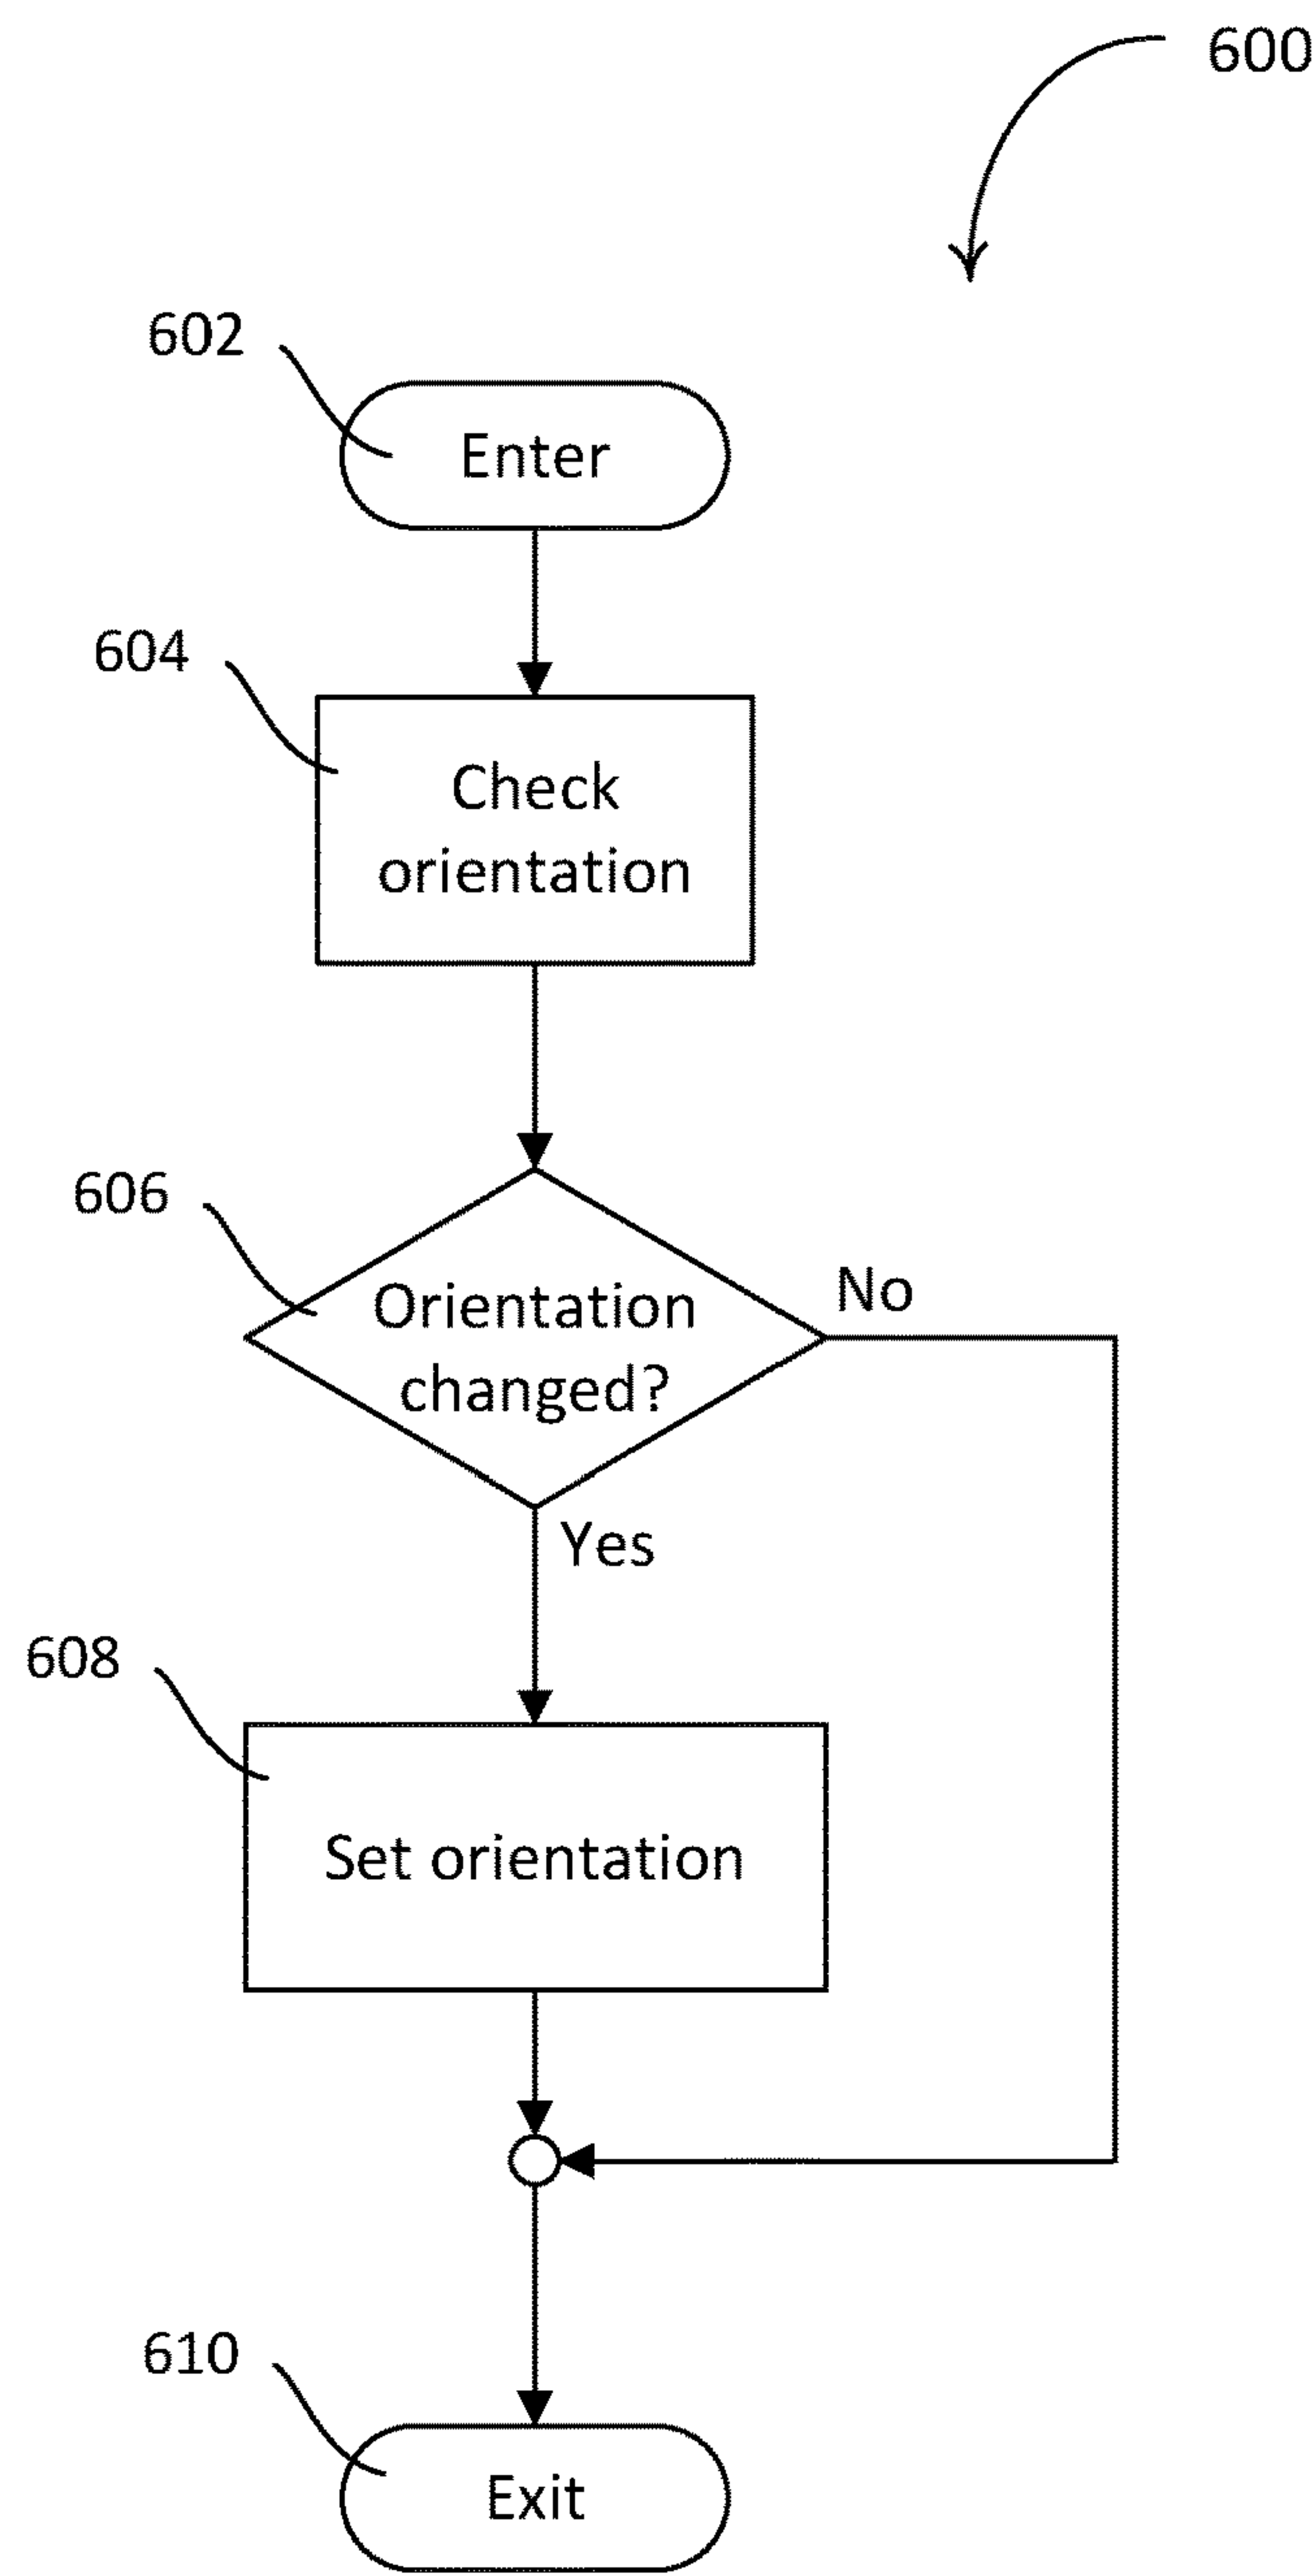 600
602
Enter
604
Check
orientation
606
Orientation
changed?
No
Yes
608
Set orientation
610
Exit